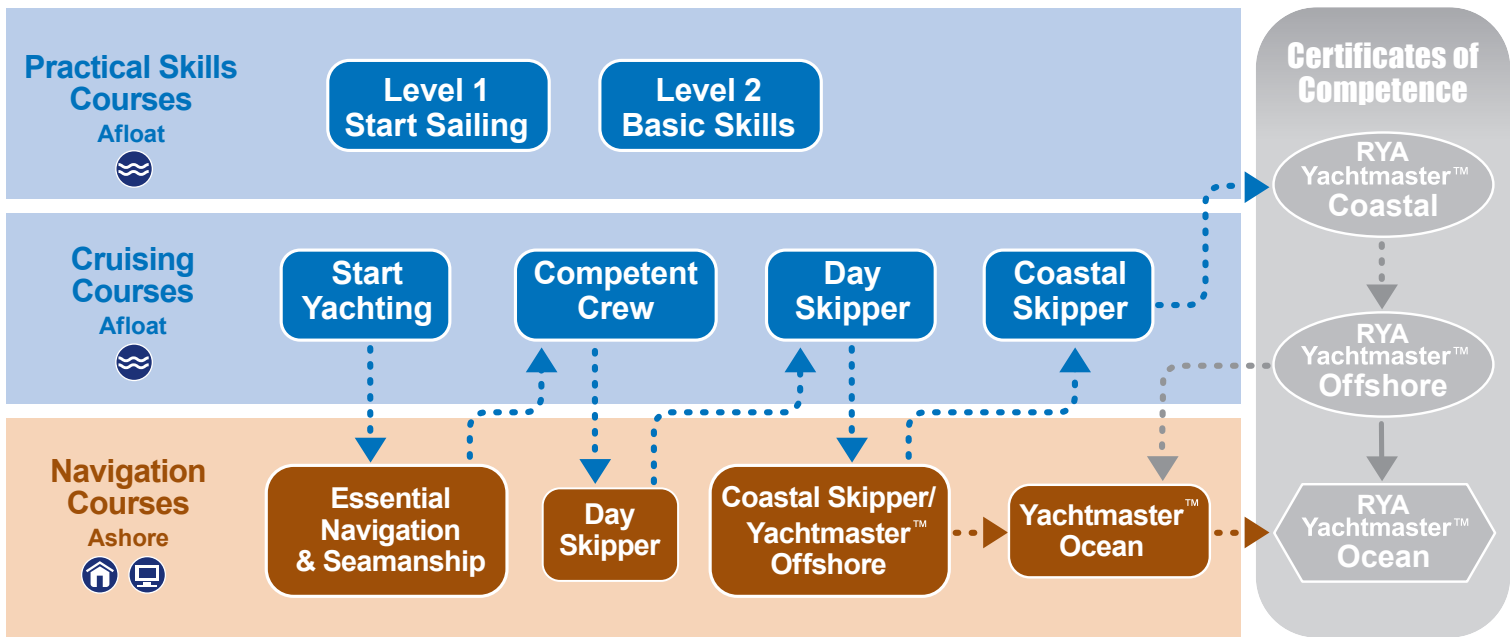 Practical Skills
Courses
Afloat
Level 1
Start Sailing
Level 2
Basic Skills
Cruising
Courses
Afloat
Start
Yachting
Competent
Crew
Day
Skipper
Coastal
Skipper
Navigation
Courses
Ashore
Essential
Navigation
& Seamanship
Day
Skipper
Coastal Skipper/
Yachtmaster™
Offshore
Yachtmaster™
Ocean
Certificates of
Competence
RYA
Yachtmaster™
Coastal
RYA
Yachtmaster™
Offshore
RYA
Yachtmaster™
Ocean